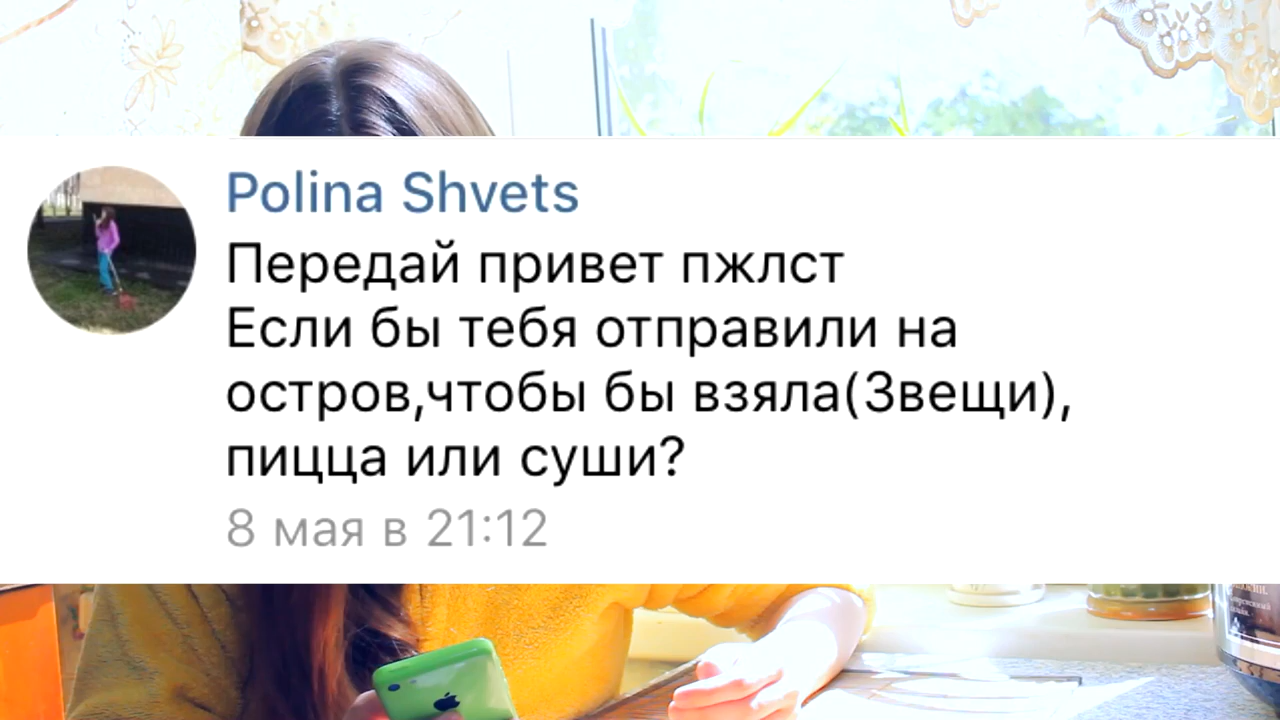 Polina Shvets
Передай привет пжлст
Если бы тебя отправили на
остров,чтобы бы взяла(3вещи),
пицца или суши?
8 мая в 21:12